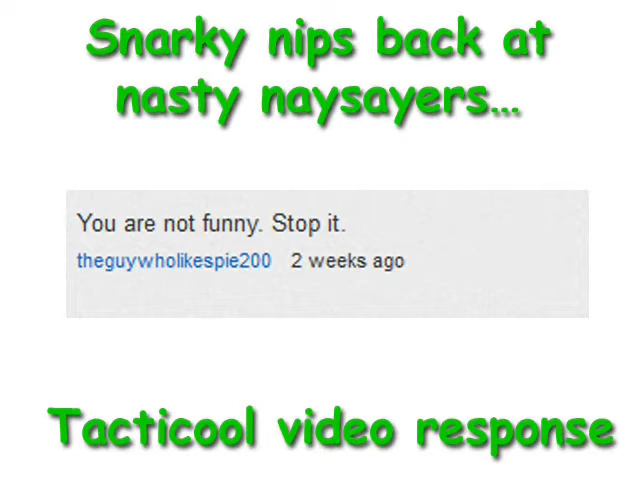 Snarky nips back at
nasty naysayers...
You are not funny. Stop it.
theguywholikespie200 2 weeks ago
Tacticool video response